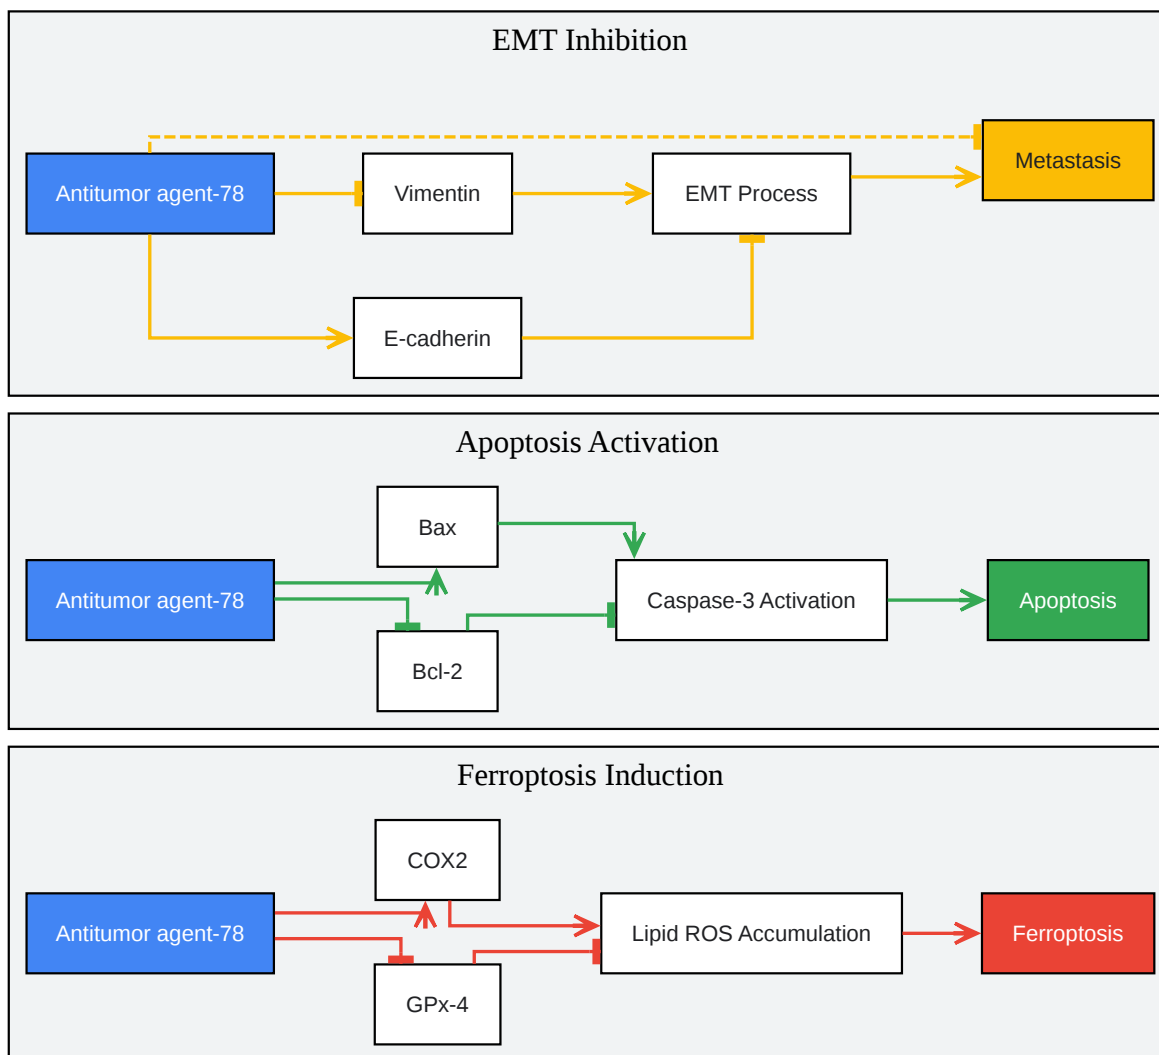 EMT Inhibition
Metastasis
Antitumor agent-78
Vimentin
EMT Process
E-cadherin
Apoptosis Activation
Bax
Antitumor agent-78
Caspase-3 Activation
Apoptosis
Bcl-2
Ferroptosis Induction
COX2
Antitumor agent-78
Lipid ROS Accumulation
Ferroptosis
GPx-4